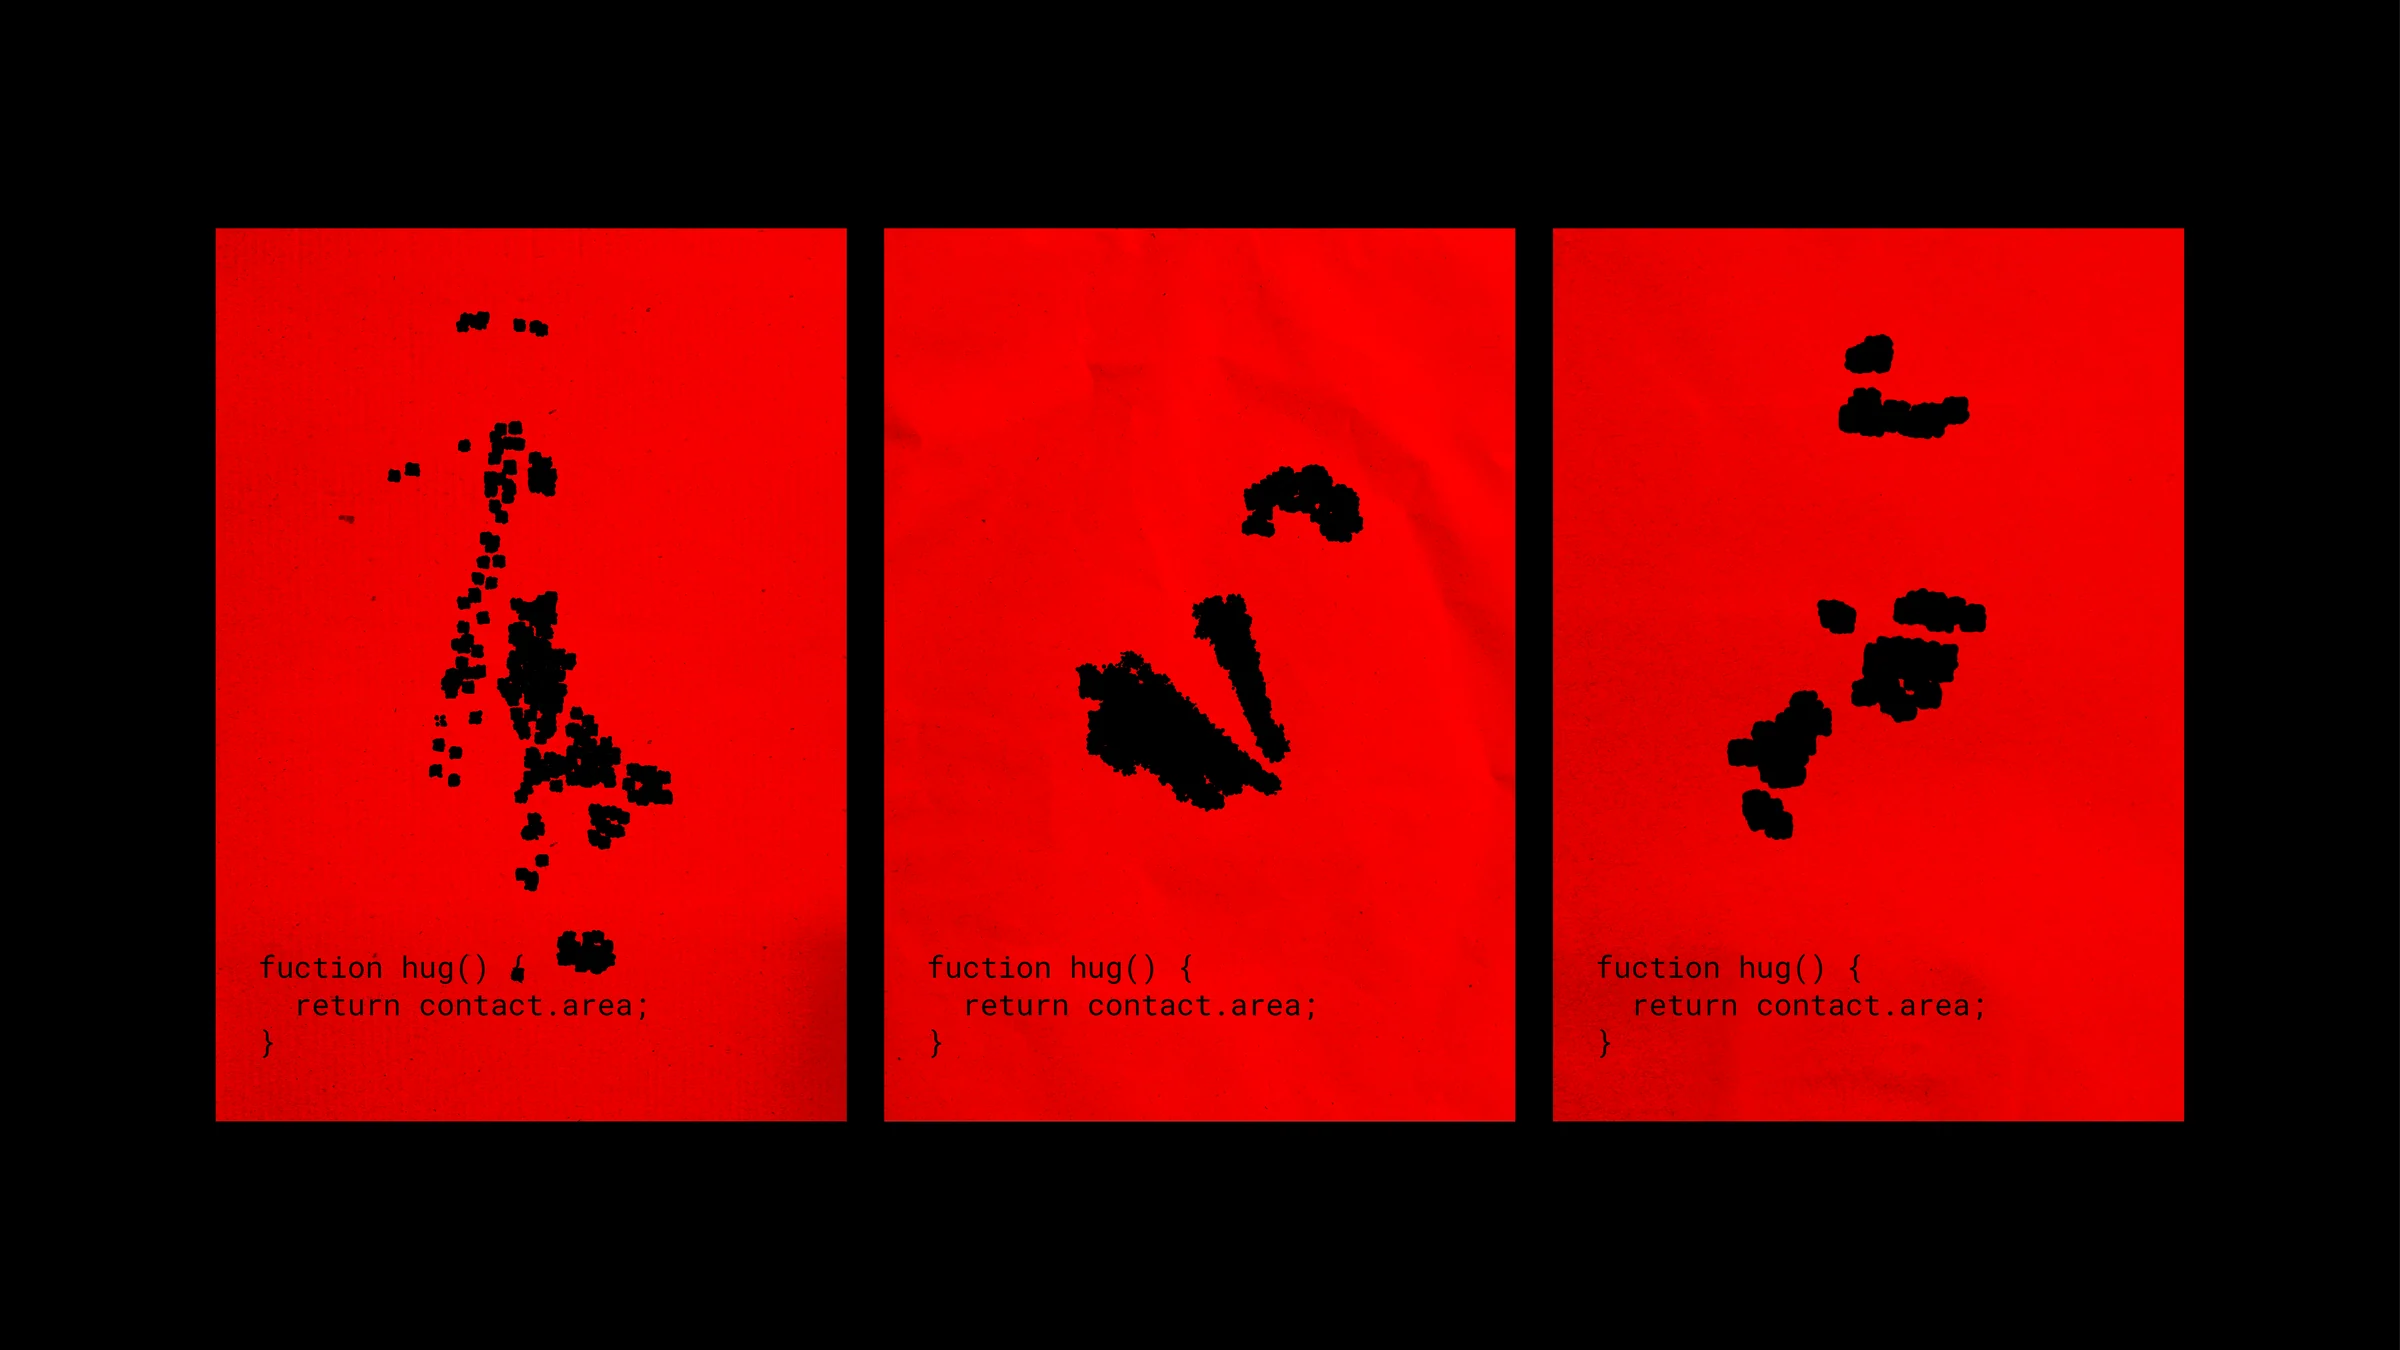 fuction hug() {
  return contact.area;
}
fuction hug() {
  return contact.area;
}
fuction hug() {
  return contact.area;
}